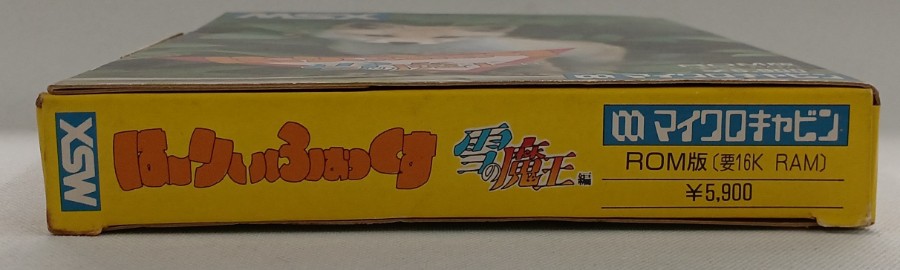 MSX
MSX
はーりぃふぉっくす
雪の魔王編
マイクロキャビン
ROM版(要16K RAM)
¥5,900